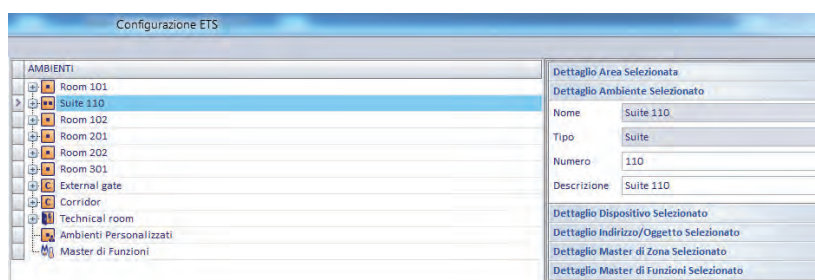 Configurazione ETS
AMBIENTI
Room 101
Suite 110
Room 102
Room 201
Room 202
Room 301
C External gate
C Corridor
Technical room
Ambienti Personalizzati
Master di Funzioni
Dettaglio Area Selezionata
Dettaglio Ambiente Selezionato
Nome Suite 110
Tipo Suite
Numero 110
Descrizione Suite 110
Dettaglio Dispositivo Selezionato
Dettaglio Indirizzo/Oggetto Selezionato
Dettaglio Master di Zona Selezionato
Dettaglio Master di Funzioni Selezionato